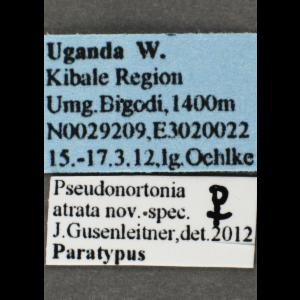 Uganda W.
Kibale Region
Umg.Bigodi,1400m
N0029209,E3020022
15.-17.3.12,lg.Ochlke
Pseudonortonia
atrata nov.-spec. ♀
J.Gusenleitner,det.2012
Paratypus